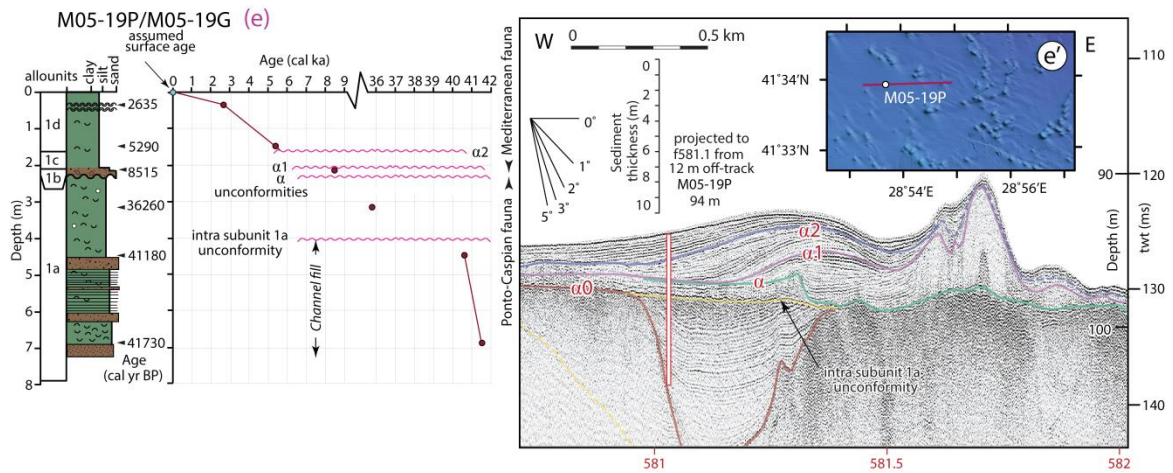 M05-19P/M05-19G (e)
assumed
surface age
allounits
clay
silt
sand
Age (cal ka)
0 1 2 3 4 5 6 7 8 9 36 37 38 39 40 41 42
0
1
2
3
4
5
6
7
8
Depth (m)
1d
1c
1b
1a
2635
5290
8515
36260
41180
41730
Age
(cal yr BP)
α2
α1
α
unconformities
intra subunit 1a
unconformity
Channel fill
Ponto-Caspian fauna
Mediterranean fauna
W
0 0.5 km
0
2
4
6
8
10
Sediment
thickness (m)
0°
1°
2°
3°
5°
projected to
f581.1 from
12 m off-track
M05-19P
94 m
e'
E
41°34'N
41°33'N
M05-19P
28°54'E 28°56'E
α2
α1
α
α0
intra subunit 1a
unconformity
90
100
Depth (m)
110
120
130
140
twt (ms)
581 581.5 582